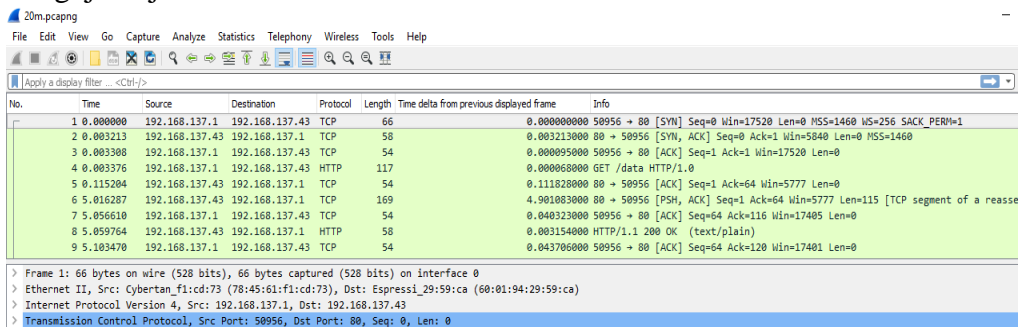 20m.pcapng
File Edit View Go Capture Analyze Statistics Telephony Wireless Tools Help
Apply a display filter ... <Ctrl-/>
No. Time Source Destination Protocol Length Time delta from previous displayed frame Info
1 0.000000 192.168.137.1 192.168.137.43 TCP 66 0.000000000 50956 → 80 [SYN] Seq=0 Win=17520 Len=0 MSS=1460 WS=256 SACK_PERM=1
2 0.003213 192.168.137.43 192.168.137.1 TCP 58 0.003213000 80 → 50956 [SYN, ACK] Seq=0 Ack=1 Win=5840 Len=0 MSS=1460
3 0.003308 192.168.137.1 192.168.137.43 TCP 54 0.000095000 50956 → 80 [ACK] Seq=1 Ack=1 Win=17520 Len=0
4 0.003376 192.168.137.1 192.168.137.43 HTTP 117 0.000068000 GET /data HTTP/1.0
5 0.115204 192.168.137.43 192.168.137.1 TCP 54 0.111828000 80 → 50956 [ACK] Seq=1 Ack=64 Win=5777 Len=0
6 5.016287 192.168.137.43 192.168.137.1 TCP 169 4.901083000 80 → 50956 [PSH, ACK] Seq=1 Ack=64 Win=5777 Len=115 [TCP segment of a reasse
7 5.056610 192.168.137.1 192.168.137.43 TCP 54 0.040323000 50956 → 80 [ACK] Seq=64 Ack=116 Win=17405 Len=0
8 5.059764 192.168.137.43 192.168.137.1 HTTP 58 0.003154000 HTTP/1.1 200 OK (text/plain)
9 5.103470 192.168.137.1 192.168.137.43 TCP 54 0.043706000 50956 → 80 [ACK] Seq=64 Ack=120 Win=17401 Len=0
> Frame 1: 66 bytes on wire (528 bits), 66 bytes captured (528 bits) on interface 0
> Ethernet II, Src: Cybertan_f1:cd:73 (78:45:61:f1:cd:73), Dst: Espressi_29:59:ca (60:01:94:29:59:ca)
> Internet Protocol Version 4, Src: 192.168.137.1, Dst: 192.168.137.43
> Transmission Control Protocol, Src Port: 50956, Dst Port: 80, Seq: 0, Len: 0